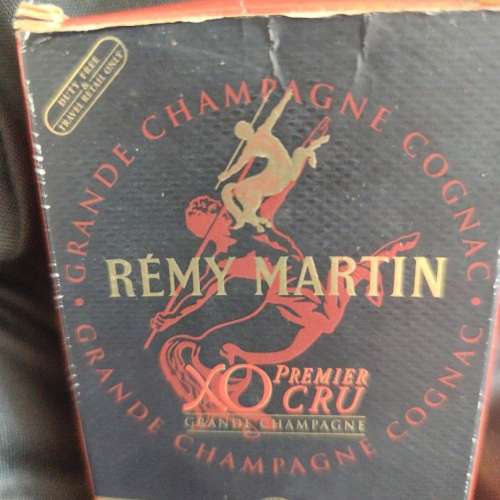 DUTY FREE
TRAVEL RETAIL ONLY
· GRANDE CHAMPAGNE COGNAC ·
RÉMY MARTIN
XO PREMIER CRU
GRANDE CHAMPAGNE
GRANDE CHAMPAGNE COGNAC